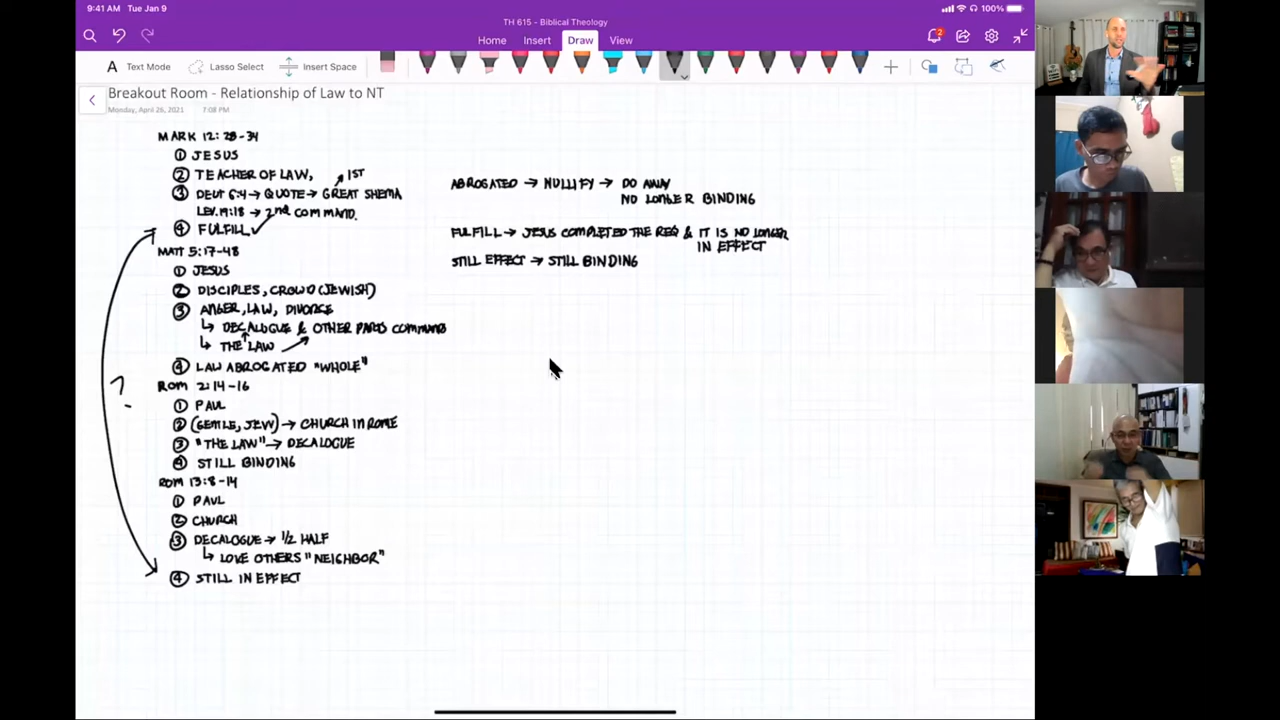 9:41 AM Tue Jan 9
100%
TH 615 - Biblical Theology
Home Insert Draw View
2
Text Mode Lasso Select Insert Space
Breakout Room - Relationship of Law to NT
Monday, April 26, 2021 7:08 PM
MARK 12:28-34
① JESUS
② TEACHER OF LAW,
1ST
③ DEUT 6:4 → QUOTE → GREAT SHEMA
LEV. 19:18 → 2nd COMMAND.
④ FULFILL ✓
MATT 5:17-48
① JESUS
② DISCIPLES, CROWD (JEWISH)
③ ANGER, LAW, DIVORCE
↳ DECALOGUE & OTHER PARTS COMMAND
↳ THE LAW
④ LAW ABROGATED "WHOLE"
ROM 2:14-16
① PAUL
② (GENTILE, JEW) → CHURCH IN ROME
③ "THE LAW" → DECALOGUE
④ STILL BINDING
ROM 13:8-14
① PAUL
② CHURCH
③ DECALOGUE → 1/2 HALF
↳ LOVE OTHERS "NEIGHBOR"
④ STILL IN EFFECT
?
ABROGATED → NULLIFY → DO AWAY
NO LONGER BINDING
FULFILL → JESUS COMPLETED THE REQ & IT IS NO LONGER
IN EFFECT
STILL EFFECT → STILL BINDING